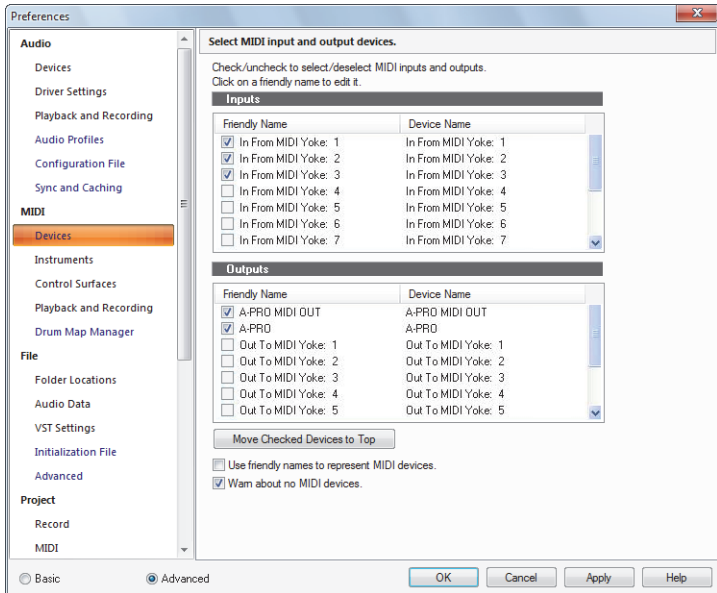 Preferences
Audio
Devices
Driver Settings
Playback and Recording
Audio Profiles
Configuration File
Sync and Caching
MIDI
Devices
Instruments
Control Surfaces
Playback and Recording
Drum Map Manager
File
Folder Locations
Audio Data
VST Settings
Initialization File
Advanced
Project
Record
MIDI
Basic
Advanced
Select MIDI input and output devices.
Check/uncheck to select/deselect MIDI inputs and outputs.
Click on a friendly name to edit it.
Inputs
Friendly Name Device Name
In From MIDI Yoke: 1 In From MIDI Yoke: 1
In From MIDI Yoke: 2 In From MIDI Yoke: 2
In From MIDI Yoke: 3 In From MIDI Yoke: 3
In From MIDI Yoke: 4 In From MIDI Yoke: 4
In From MIDI Yoke: 5 In From MIDI Yoke: 5
In From MIDI Yoke: 6 In From MIDI Yoke: 6
In From MIDI Yoke: 7 In From MIDI Yoke: 7
Outputs
Friendly Name Device Name
A-PRO MIDI OUT A-PRO MIDI OUT
A-PRO A-PRO
Out To MIDI Yoke: 1 Out To MIDI Yoke: 1
Out To MIDI Yoke: 2 Out To MIDI Yoke: 2
Out To MIDI Yoke: 3 Out To MIDI Yoke: 3
Out To MIDI Yoke: 4 Out To MIDI Yoke: 4
Out To MIDI Yoke: 5 Out To MIDI Yoke: 5
Move Checked Devices to Top
Use friendly names to represent MIDI devices.
Warn about no MIDI devices.
OK Cancel Apply Help